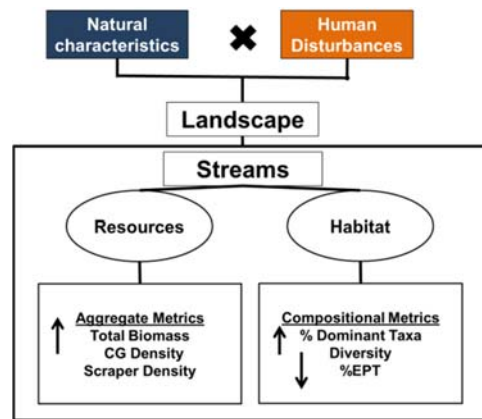 Natural
characteristics
Human
Disturbances
Landscape
Streams
Resources
Habitat
Aggregate Metrics
Total Biomass
CG Density
Scraper Density
Compositional Metrics
% Dominant Taxa
Diversity
%EPT